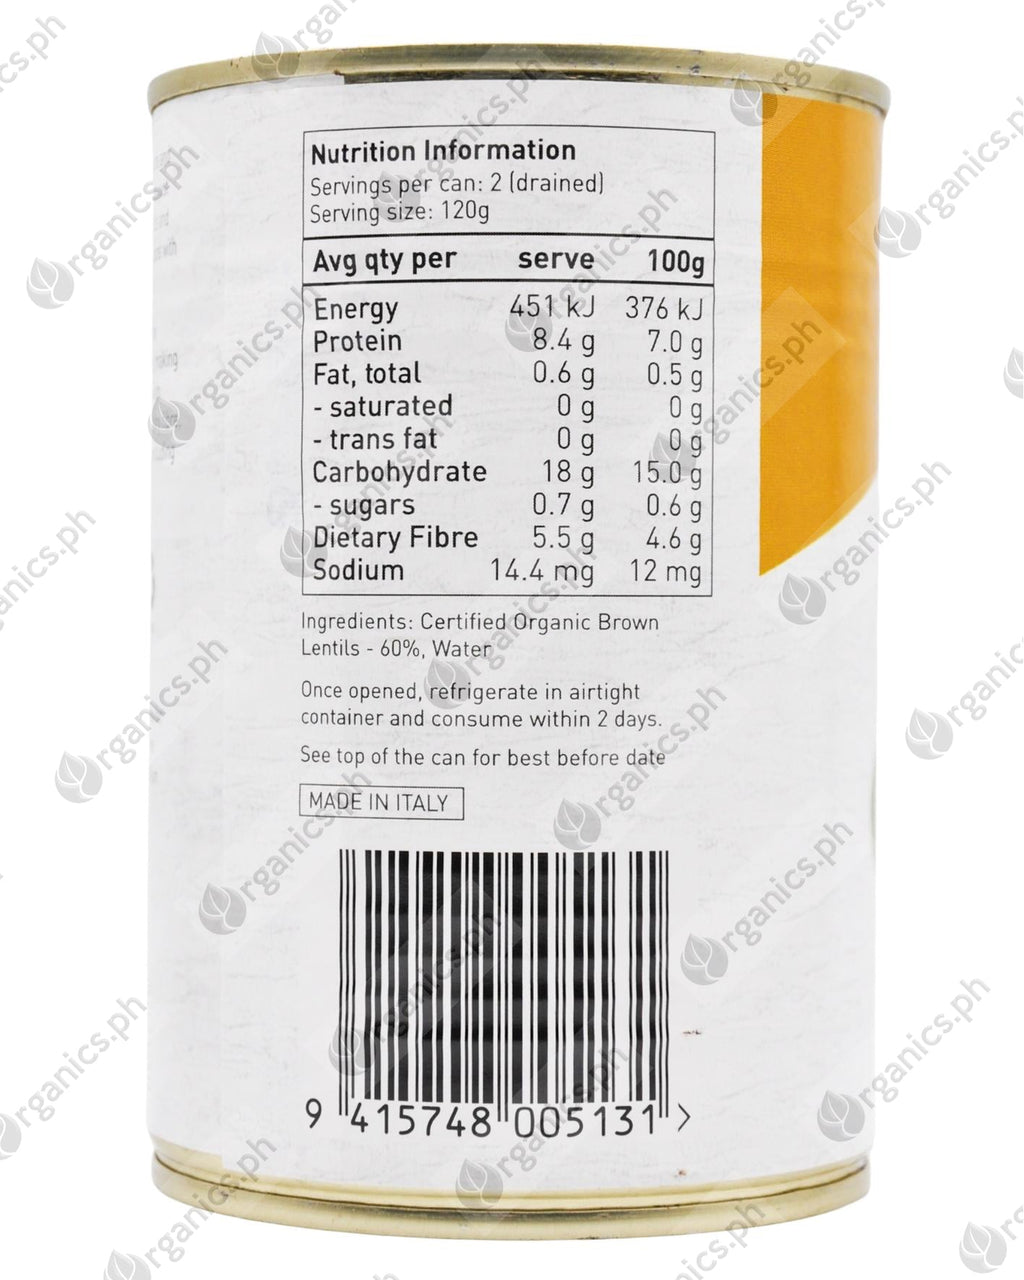 Nutrition Information
Servings per can: 2 (drained)
Serving size: 120g
Avg qty per serve 100g
Energy 451 kJ 376 kJ
Protein 8.4 g 7.0 g
Fat, total 0.6 g 0.5 g
- saturated 0 g 0 g
- trans fat 0 g 0 g
Carbohydrate 18 g 15.0 g
- sugars 0.7 g 0.6 g
Dietary Fibre 5.5 g 4.6 g
Sodium 14.4 mg 12 mg
Ingredients: Certified Organic Brown
Lentils - 60%, Water
Once opened, refrigerate in airtight
container and consume within 2 days.
See top of the can for best before date
MADE IN ITALY
9 415748 005131 >
Organics.ph